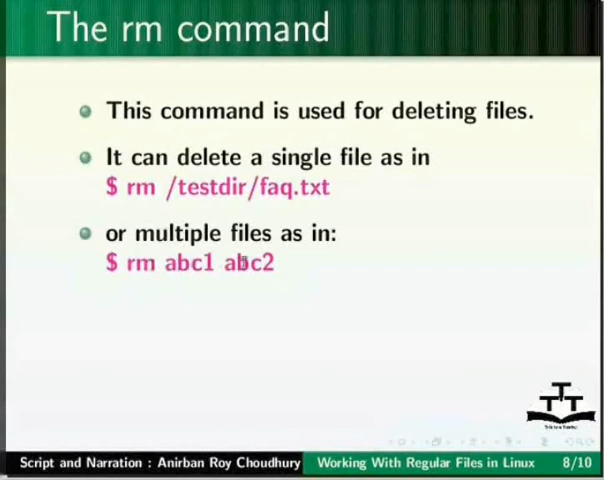 The rm command
This command is used for deleting files.
It can delete a single file as in
$ rm /testdir/faq.txt
or multiple files as in:
$ rm abc1 abc2
TTT
Script and Narration : Anirban Roy Choudhury Working With Regular Files in Linux 8/10